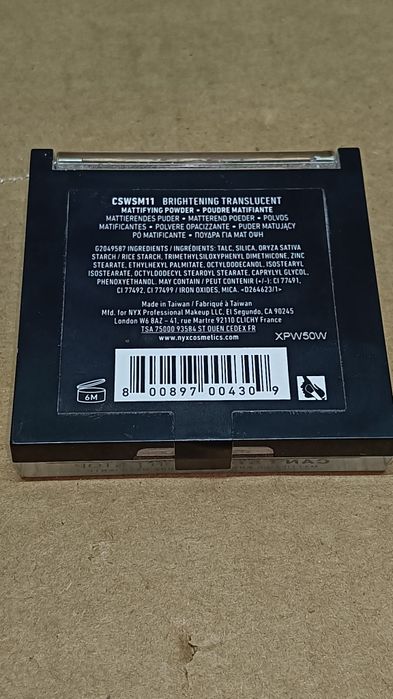 CSWSM11 BRIGHTENING TRANSLUCENT
MATTIFYING POWDER • POUDRE MATIFIANTE
MATTIERENDES PUDER • MATTEREND POEDER • POLVOS
MATIFICANTES • POLVERE OPACIZZANTE • PUDER MATUJĄCY
PÓ MATIFICANTE • ΠΟΥΔΡΑ ΓΙΑ ΜΑΤ ΟΨΗ
G2049587 INGREDIENTS / INGRÉDIENTS: TALC, SILICA, ORYZA SATIVA
STARCH / RICE STARCH, TRIMETHYLSILOXYPHENYL DIMETHICONE, ZINC
STEARATE, ETHYLHEXYL PALMITATE, OCTYLDODECANOL, ISOSTEARYL
ISOSTEARATE, OCTYLDODECYL STEAROYL STEARATE, CAPRYLYL GLYCOL,
PHENOXYETHANOL. MAY CONTAIN / PEUT CONTENIR (+/-): CI 77491,
CI 77492, CI 77499 / IRON OXIDES, MICA. <D264623/1>
Made in Taiwan / Fabriqué à Taiwan
Mfd. for NYX Professional Makeup LLC, El Segundo, CA 90245
London W6 8AZ – 41, rue Martre 92110 CLICHY France
TSA 75000 93584 ST OUEN CEDEX FR
www.nyxcosmetics.com
XPW50W
6M
8 00897 00430 9